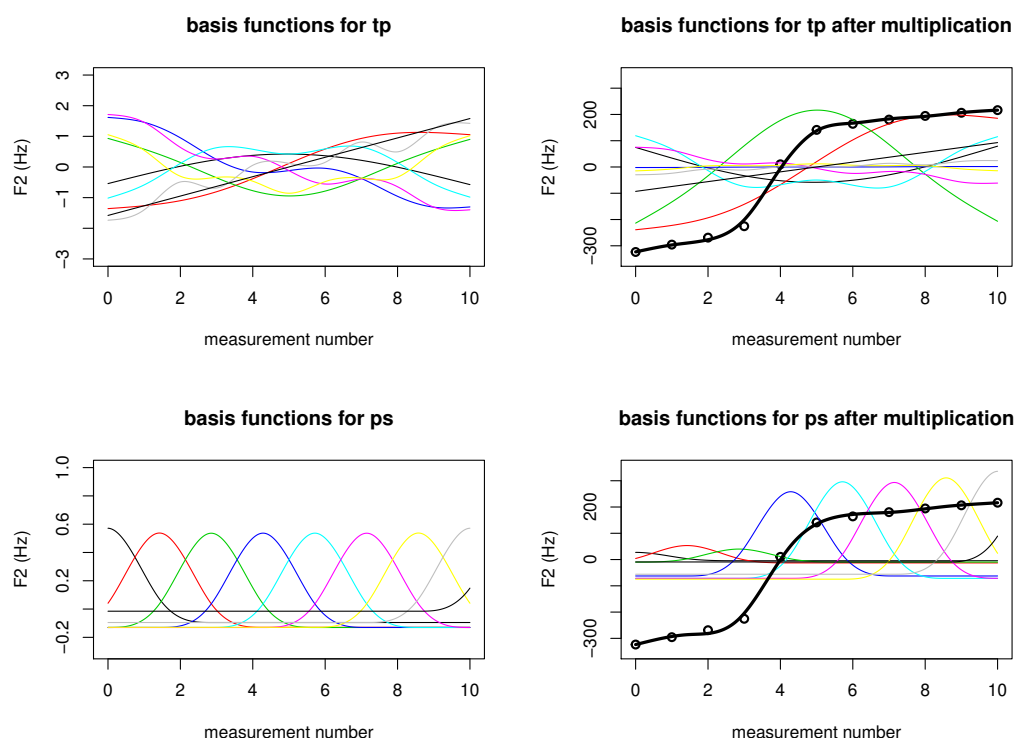 basis functions for tp
3
2
1
0
−1
−3
F2 (Hz)
0 2 4 6 8 10
measurement number
basis functions for tp after multiplication
200
0
−300
F2 (Hz)
0 2 4 6 8 10
measurement number
basis functions for ps
1.0
0.6
0.2
−0.2
F2 (Hz)
0 2 4 6 8 10
measurement number
basis functions for ps after multiplication
200
0
−300
F2 (Hz)
0 2 4 6 8 10
measurement number